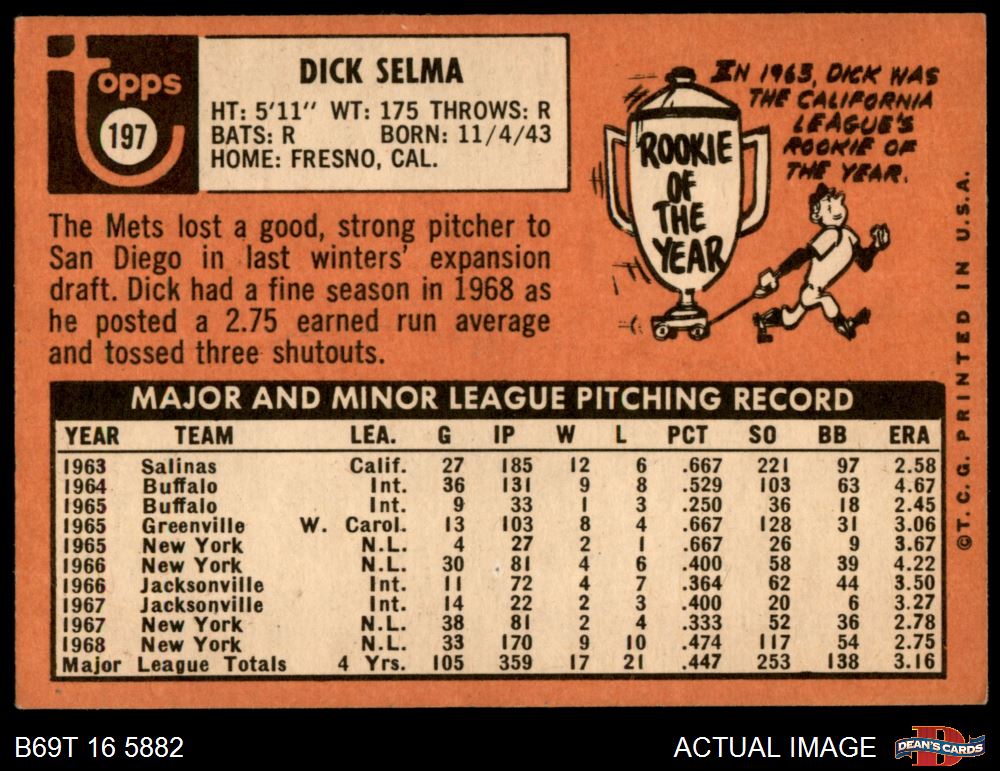 topps
197
DICK SELMA
HT: 5'11" WT: 175 THROWS: R
BATS: R BORN: 11/4/43
HOME: FRESNO, CAL.
The Mets lost a good, strong pitcher to
San Diego in last winters' expansion
draft. Dick had a fine season in 1968 as
he posted a 2.75 earned run average
and tossed three shutouts.
IN 1963, DICK WAS
THE CALIFORNIA
LEAGUE'S
ROOKIE OF
THE YEAR.
ROOKIE
OF
THE
YEAR
MAJOR AND MINOR LEAGUE PITCHING RECORD
YEAR TEAM LEA. G IP W L PCT SO BB ERA
1963 Salinas Calif. 27 185 12 6 .667 221 97 2.58
1964 Buffalo Int. 36 131 9 8 .529 103 63 4.67
1965 Buffalo Int. 9 33 1 3 .250 36 18 2.45
1965 Greenville W. Carol. 13 103 8 4 .667 128 31 3.06
1965 New York N.L. 4 27 2 1 .667 26 9 3.67
1966 New York N.L. 30 81 4 6 .400 58 39 4.22
1966 Jacksonville Int. 11 72 4 7 .364 62 44 3.50
1967 Jacksonville Int. 14 22 2 3 .400 20 6 3.27
1967 New York N.L. 38 81 2 4 .333 52 36 2.78
1968 New York N.L. 33 170 9 10 .474 117 54 2.75
Major League Totals 4 Yrs. 105 359 17 21 .447 253 138 3.16
©T.C.G. PRINTED IN U.S.A.
B69T 16 5882
ACTUAL IMAGE
D
DEAN'S CARDS